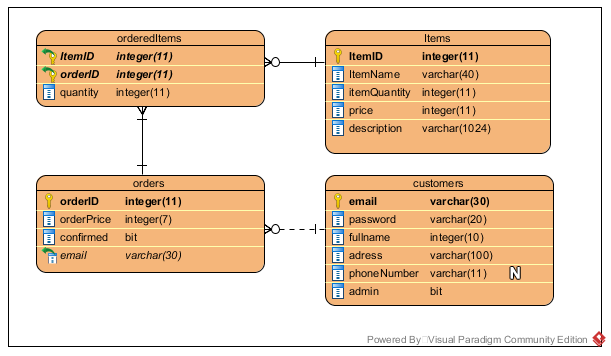 orderedItems
ItemID integer(11)
orderID integer(11)
quantity integer(11)
Items
ItemID integer(11)
ItemName varchar(40)
itemQuantity integer(11)
price integer(11)
description varchar(1024)
orders
orderID integer(11)
orderPrice integer(7)
confirmed bit
email varchar(30)
customers
email varchar(30)
password varchar(20)
fullname integer(10)
adress varchar(100)
phoneNumber varchar(11) N
admin bit
Powered By Visual Paradigm Community Edition